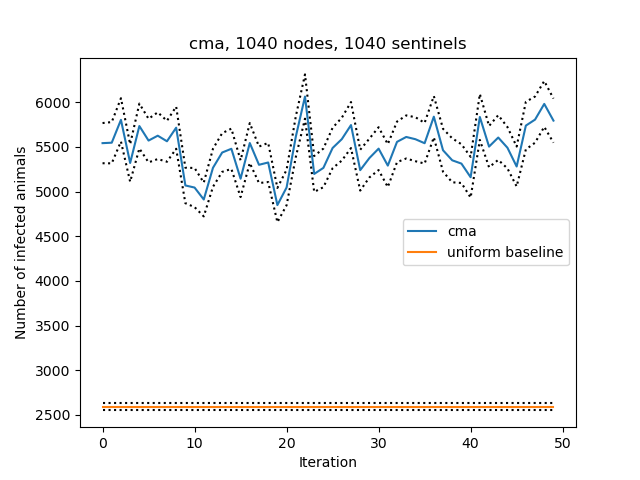 cma, 1040 nodes, 1040 sentinels
Number of infected animals
6000
5500
5000
4500
4000
3500
3000
2500
cma
uniform baseline
0 10 20 30 40 50
Iteration